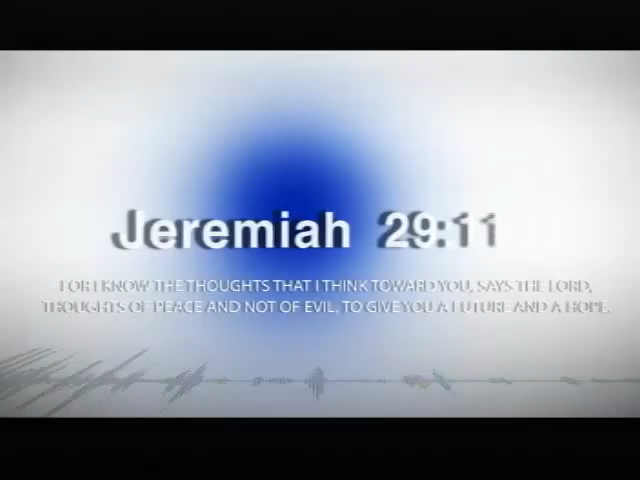 Jeremiah 29:11
FOR I KNOW THE THOUGHTS THAT I THINK TOWARD YOU, SAYS THE LORD,
THOUGHTS OF PEACE AND NOT OF EVIL, TO GIVE YOU A FUTURE AND A HOPE.